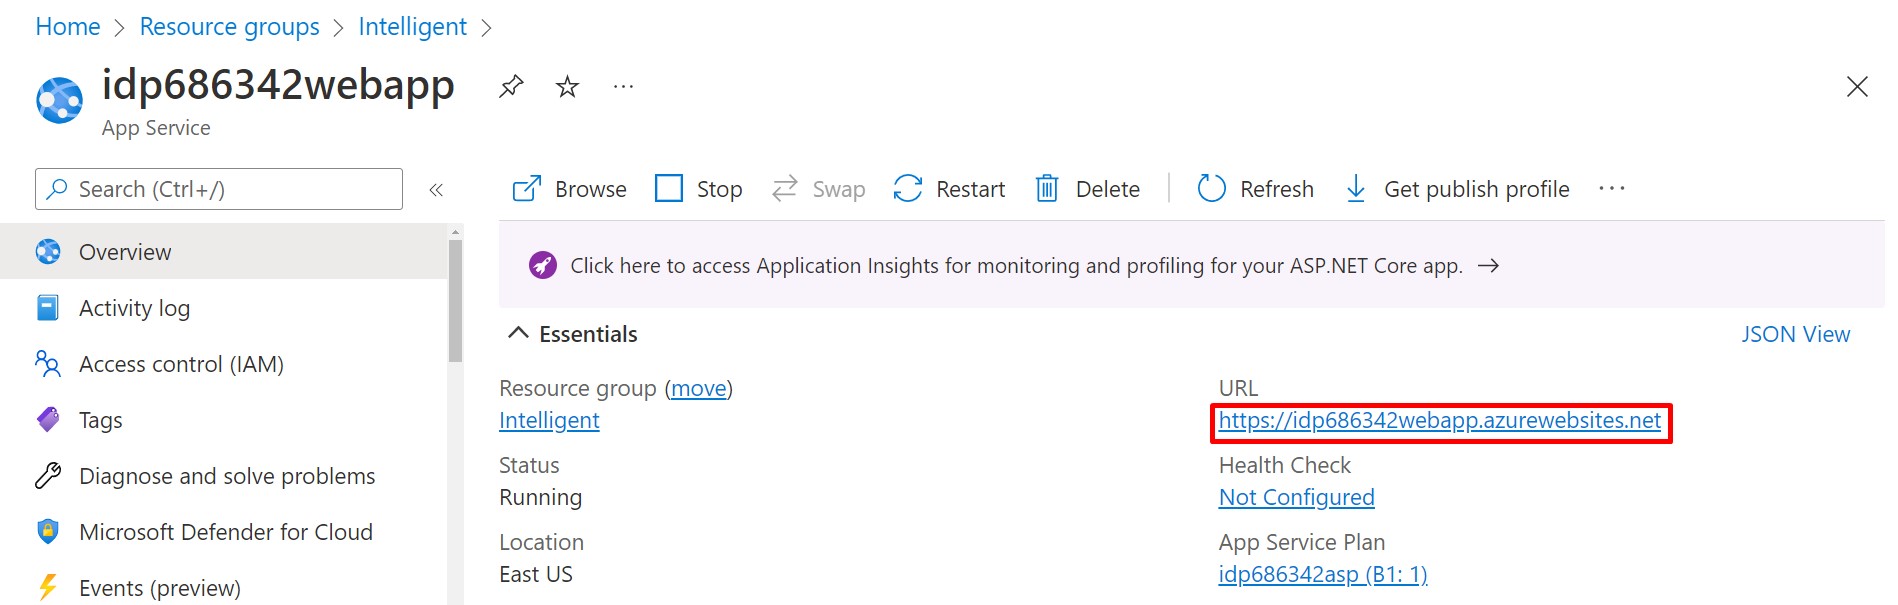 Home > Resource groups > Intelligent >
idp686342webapp
App Service
Search (Ctrl+/)
Overview
Activity log
Access control (IAM)
Tags
Diagnose and solve problems
Microsoft Defender for Cloud
Events (preview)
Browse Stop Swap Restart Delete Refresh Get publish profile
Click here to access Application Insights for monitoring and profiling for your ASP.NET Core app. →
Essentials
JSON View
Resource group (move)
Intelligent
Status
Running
Location
East US
URL
https://idp686342webapp.azurewebsites.net
Health Check
Not Configured
App Service Plan
idp686342asp (B1: 1)